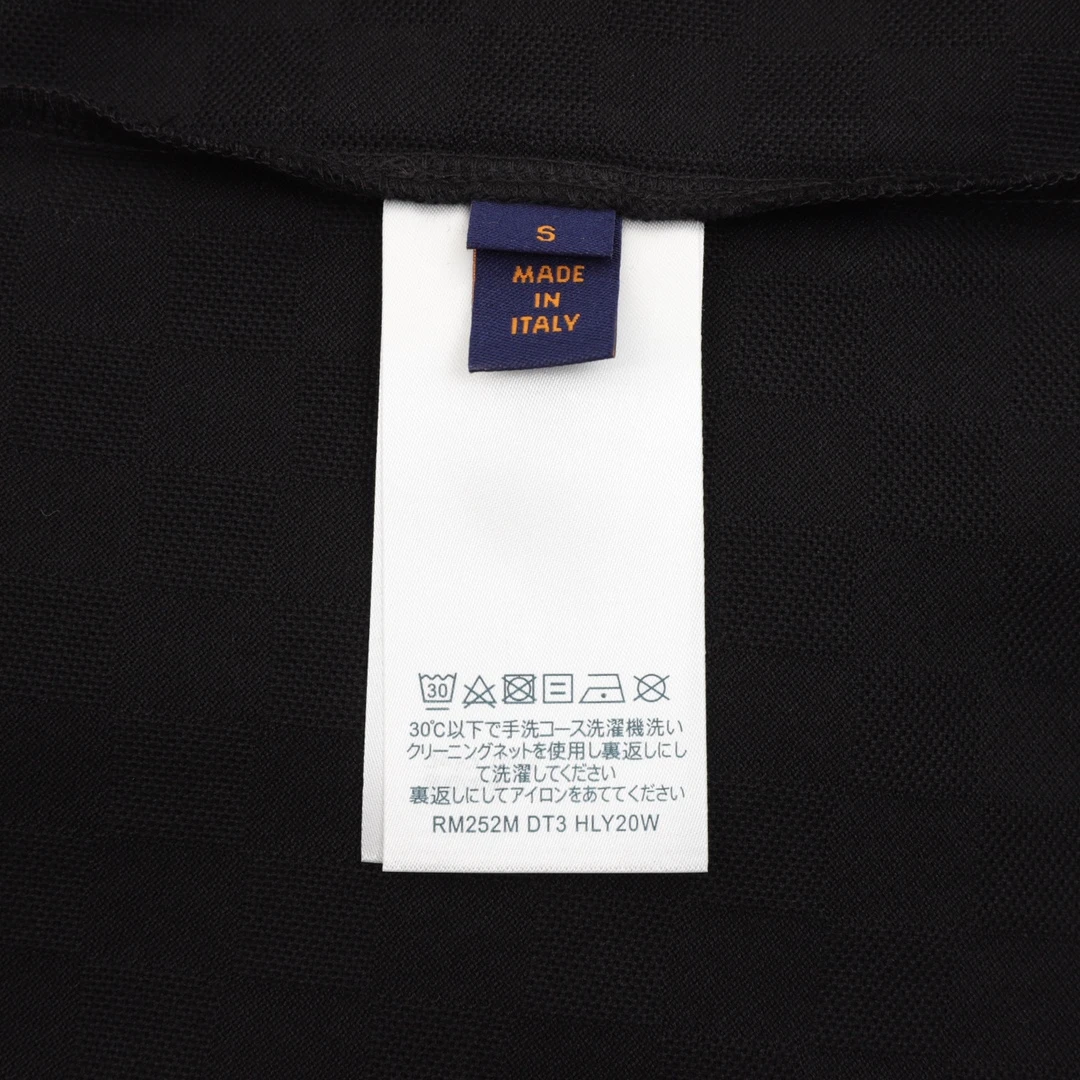 S
MADE
IN
ITALY
30
30℃以下で手洗コース洗濯機洗い
クリーニングネットを使用し裏返しにし
て洗濯してください
裏返しにしてアイロンをあててください
RM252M DT3 HLY20W